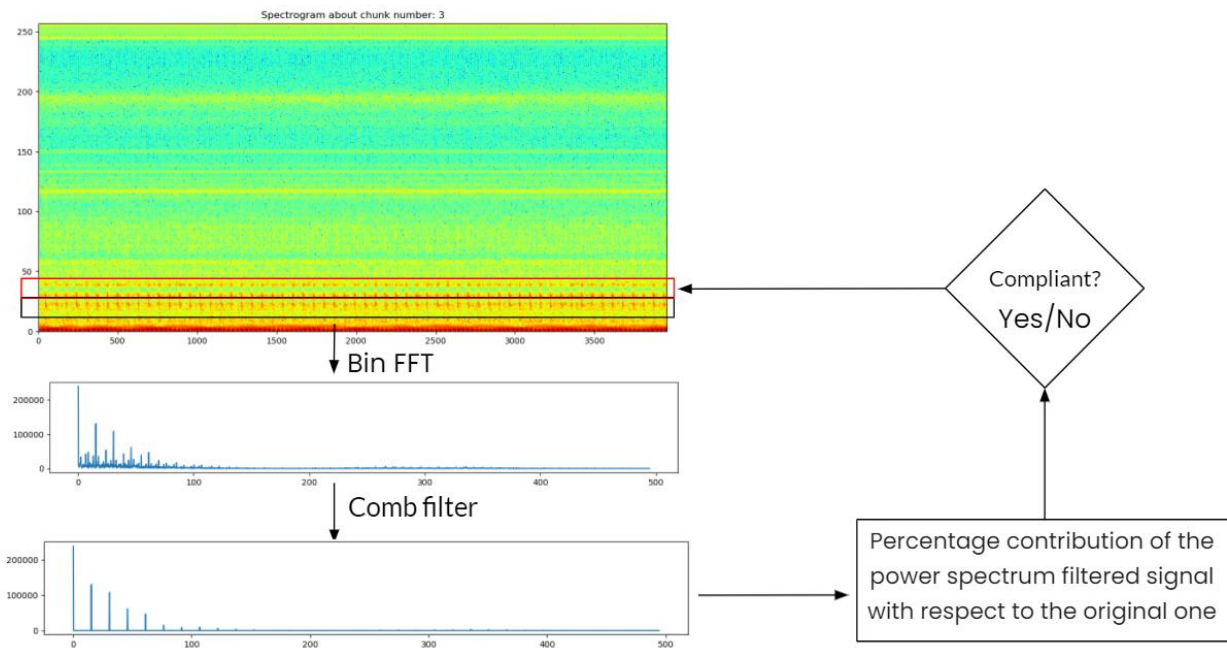 Spectrogram about chunk number: 3
250
200
150
100
50
0
0 500 1000 1500 2000 2500 3000 3500
Compliant?
Yes/No
Bin FFT
200000
100000
0
0 100 200 300 400 500
Comb filter
200000
100000
0
0 100 200 300 400 500
Percentage contribution of the
power spectrum filtered signal
with respect to the original one